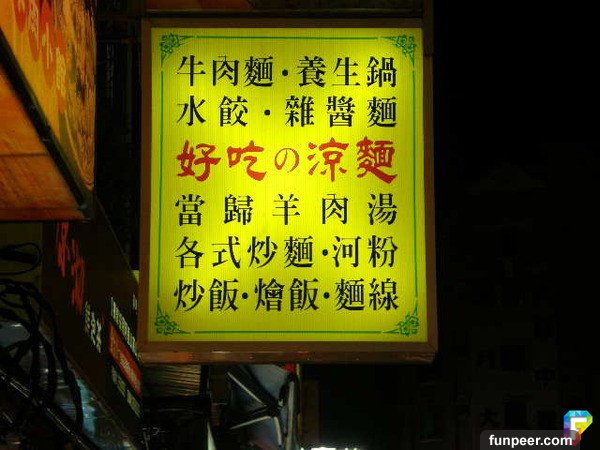 牛肉麵·養生鍋
水餃·雜醬麵
好吃の涼麵
當歸羊肉湯
各式炒麵·河粉
炒飯·燴飯·麵線
funpeer.com